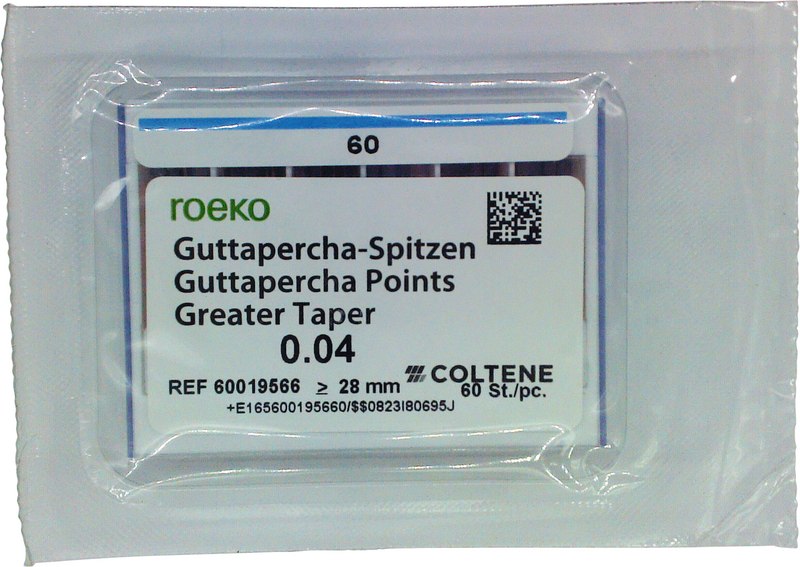 60
roeko
Guttapercha-Spitzen
Guttapercha Points
Greater Taper
0.04
COLTENE
REF 60019566 ≥ 28 mm 60 St./pc.
+E165600195660/$$0823I80695J